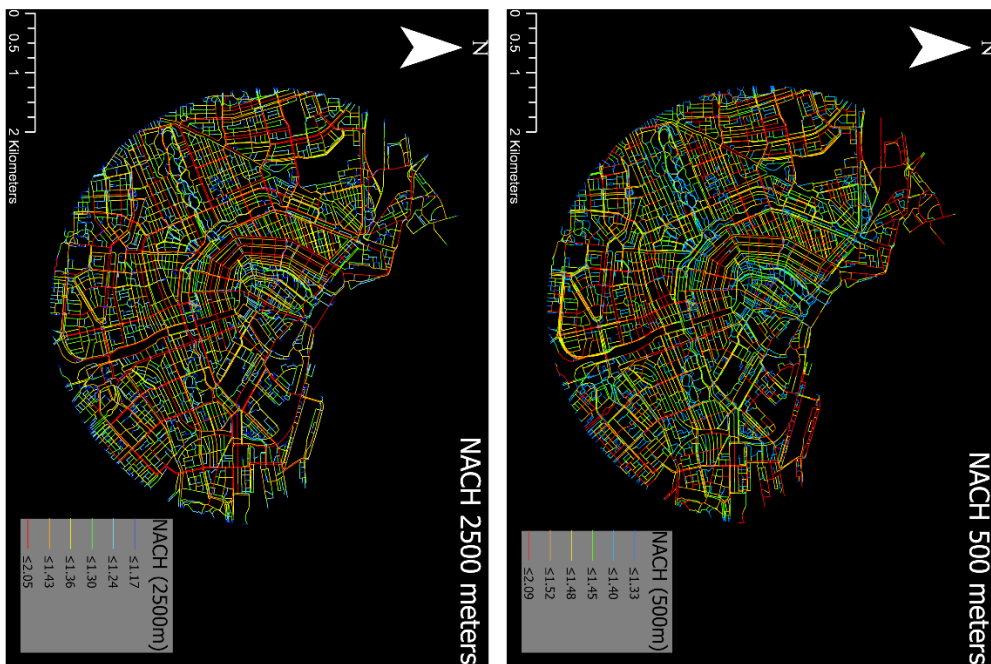 NACH 500 meters
N
NACH (500m)
≤1.33
≤1.40
≤1.45
≤1.48
≤1.52
≤2.09
0 0.5 1 2 Kilometers
NACH 2500 meters
N
NACH (2500m)
≤1.17
≤1.24
≤1.30
≤1.36
≤1.43
≤2.05
0 0.5 1 2 Kilometers